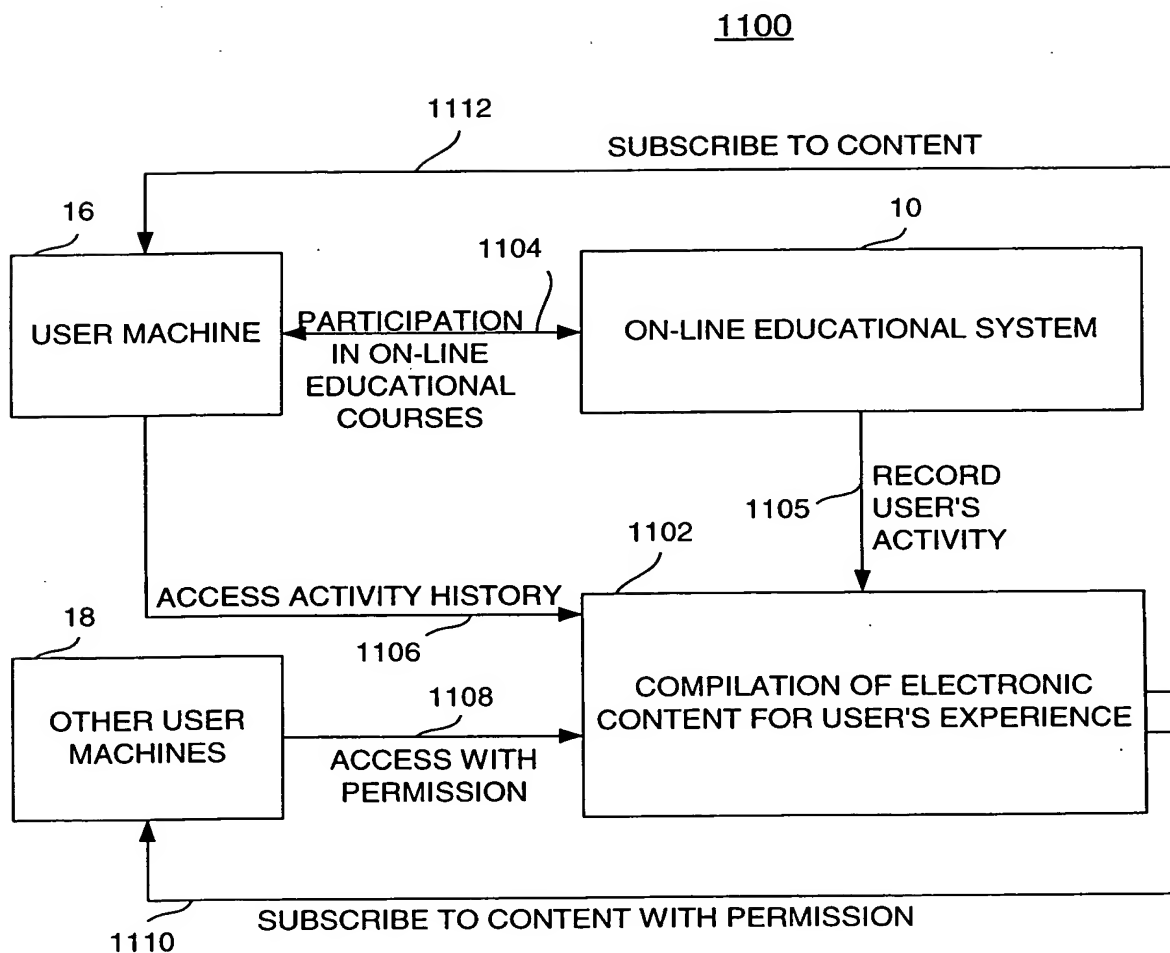 1100
1112
SUBSCRIBE TO CONTENT
16
10
1104
USER MACHINE
PARTICIPATION
IN ON-LINE
EDUCATIONAL
COURSES
ON-LINE EDUCATIONAL SYSTEM
1105
RECORD
USER'S
ACTIVITY
1102
ACCESS ACTIVITY HISTORY
1106
18
OTHER USER
MACHINES
1108
ACCESS WITH
PERMISSION
COMPILATION OF ELECTRONIC
CONTENT FOR USER'S EXPERIENCE
SUBSCRIBE TO CONTENT WITH PERMISSION
1110